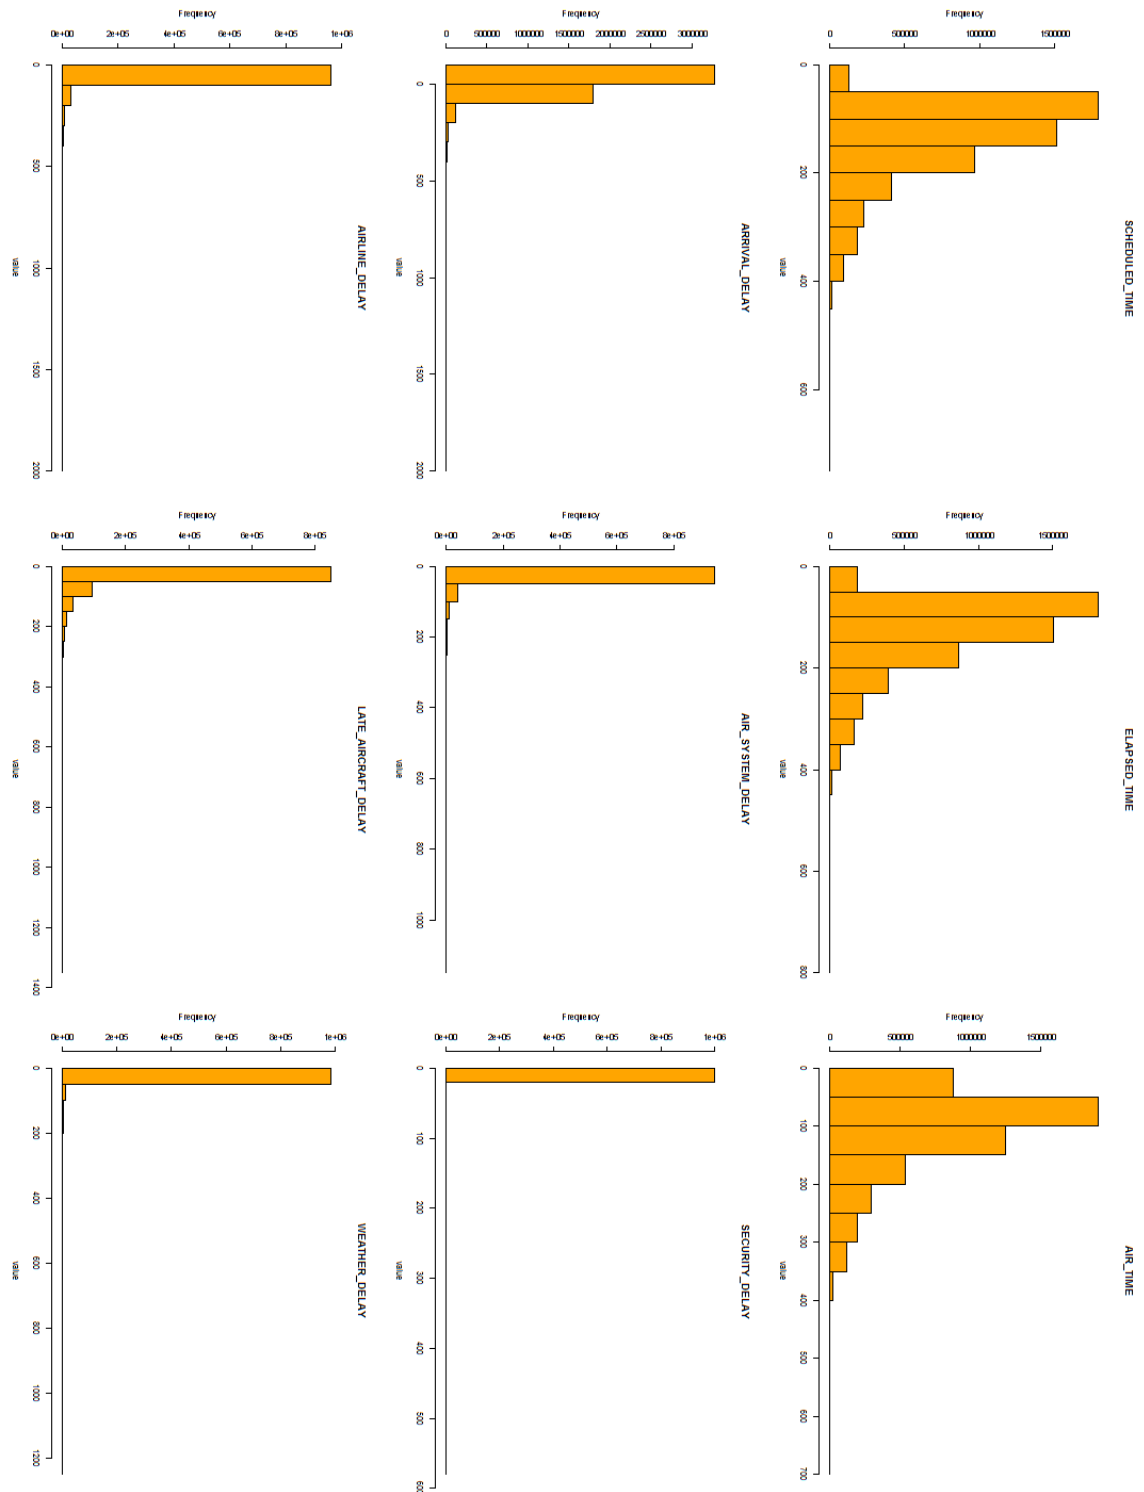 SCHEDULED_TIME
Frequency
0 500000 1000000 1500000
0 200 400 600
value
ELAPSED_TIME
Frequency
0 500000 1000000 1500000
0 200 400 600 800
value
AIR_TIME
Frequency
0 500000 1000000 1500000
0 100 200 300 400 500 600 700
value
ARRIVAL_DELAY
Frequency
0 500000 1000000 1500000 2000000 2500000 3000000
0 500 1000 1500 2000
value
AIR_SYSTEM_DELAY
Frequency
0e+00 2e+05 4e+05 6e+05 8e+05
0 200 400 600 800 1000
value
SECURITY_DELAY
Frequency
0e+00 2e+05 4e+05 6e+05 8e+05 1e+06
0 100 200 300 400 500 600
value
AIRLINE_DELAY
Frequency
0e+00 2e+05 4e+05 6e+05 8e+05 1e+06
0 500 1000 1500 2000
value
LATE_AIRCRAFT_DELAY
Frequency
0e+00 2e+05 4e+05 6e+05 8e+05
0 200 400 600 800 1000 1200 1400
value
WEATHER_DELAY
Frequency
0e+00 2e+05 4e+05 6e+05 8e+05 1e+06
0 200 400 600 800 1000 1200
value